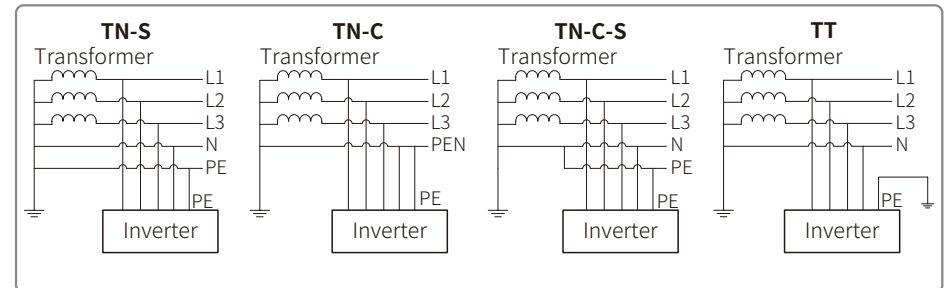 TN-S TN-C TN-C-S TT
Transformer Transformer Transformer Transformer
L1 L1 L1 L1
L2 L2 L2 L2
L3 L3 L3 L3
N PEN N N
PE PE
PE PE PE PE
Inverter Inverter Inverter Inverter